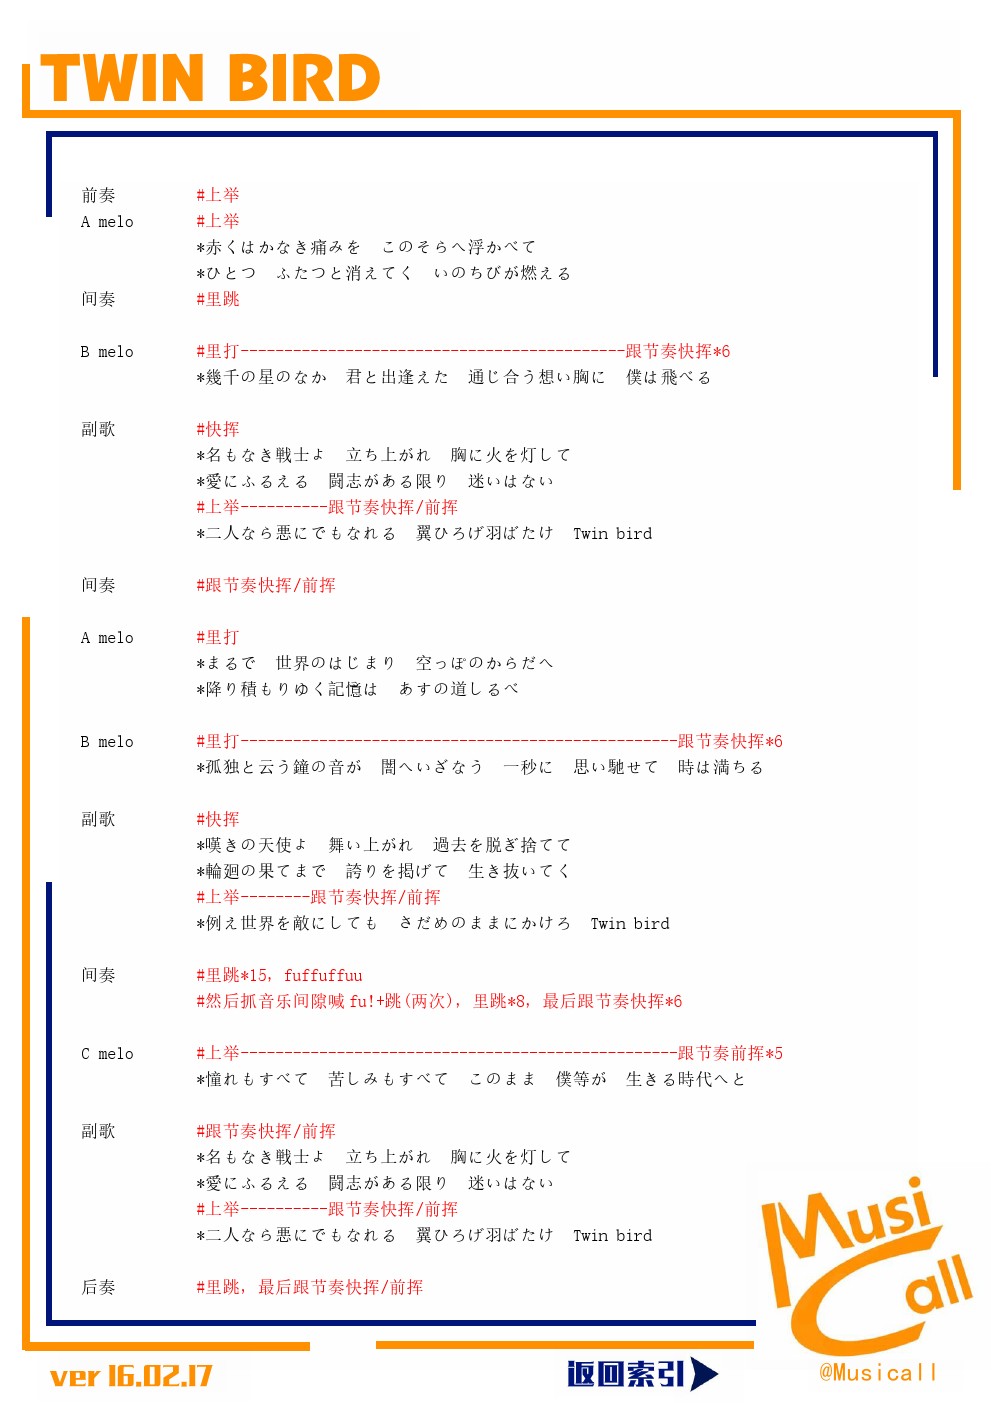 TWIN BIRD
前奏 #上举
A melo #上举
*赤くはかなき痛みを　このそらへ浮かべて
*ひとつ　ふたつと消えてく　いのちびが燃える
间奏 #里跳
B melo #里打--------------------------------------------跟节奏快挥*6
*幾千の星のなか　君と出逢えた　通じ合う想い胸に　僕は飛べる
副歌 #快挥
*名もなき戦士よ　立ち上がれ　胸に火を灯して
*愛にふるえる　闘志がある限り　迷いはない
#上举----------跟节奏快挥/前挥
*二人なら悪にでもなれる　翼ひろげ羽ばたけ　Twin bird
间奏 #跟节奏快挥/前挥
A melo #里打
*まるで　世界のはじまり　空っぽのからだへ
*降り積もりゆく記憶は　あすの道しるべ
B melo #里打--------------------------------------------------跟节奏快挥*6
*孤独と云う鐘の音が　闇へいざなう　一秒に　思い馳せて　時は満ちる
副歌 #快挥
*嘆きの天使よ　舞い上がれ　過去を脱ぎ捨てて
*輪廻の果てまで　誇りを掲げて　生き抜いてく
#上举--------跟节奏快挥/前挥
*例え世界を敵にしても　さだめのままにかけろ　Twin bird
间奏 #里跳*15, fuffuffuu
#然后抓音乐间隙喊 fu!+跳(两次), 里跳*8, 最后跟节奏快挥*6
C melo #上举--------------------------------------------------跟节奏前挥*5
*憧れもすべて　苦しみもすべて　このまま　僕等が　生きる時代へと
副歌 #跟节奏快挥/前挥
*名もなき戦士よ　立ち上がれ　胸に火を灯して
*愛にふるえる　闘志がある限り　迷いはない
#上举----------跟节奏快挥/前挥
*二人なら悪にでもなれる　翼ひろげ羽ばたけ　Twin bird
后奏 #里跳, 最后跟节奏快挥/前挥
Musi
Call
ver 16.02.17
返回索引
@Musicall